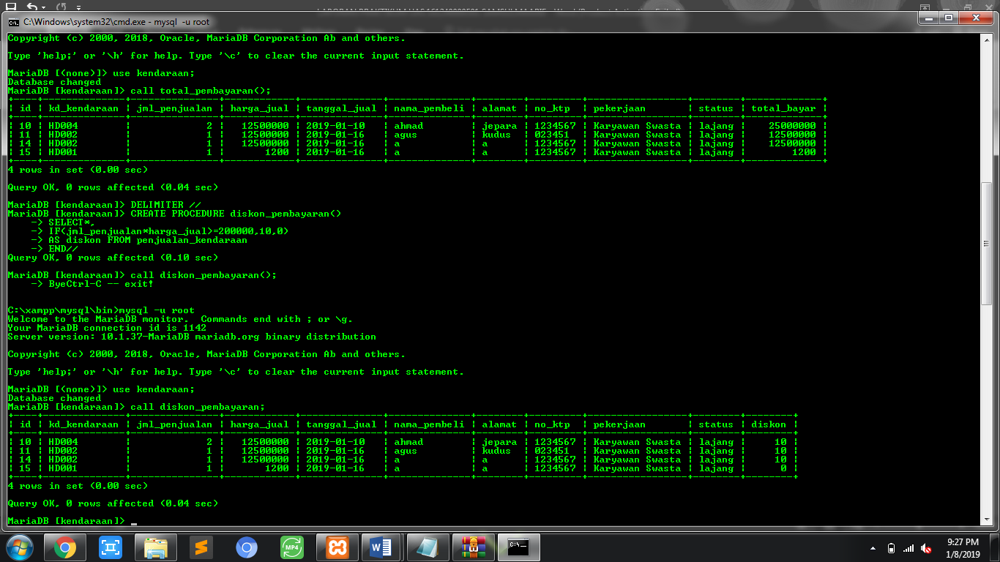 C:\Windows\system32\cmd.exe - mysql  -u root
Copyright (c) 2000, 2018, Oracle, MariaDB Corporation Ab and others.
Type 'help;' or '\h' for help. Type '\c' to clear the current input statement.
MariaDB [(none)]> use kendaraan;
Database changed
MariaDB [kendaraan]> call total_pembayaran();
+----+--------------+---------------+------------+--------------+--------------+--------+---------+-----------------+--------+-------------+
| id | kd_kendaraan | jml_penjualan | harga_jual | tanggal_jual | nama_pembeli | alamat | no_ktp  | pekerjaan       | status | total_bayar |
+----+--------------+---------------+------------+--------------+--------------+--------+---------+-----------------+--------+-------------+
| 10 | HD004        |             2 |   12500000 | 2019-01-10   | ahmad        | jepara | 1234567 | Karyawan Swasta | lajang |    25000000 |
| 11 | HD002        |             1 |   12500000 | 2019-01-16   | agus         | kudus  | 023451  | Karyawan Swasta | lajang |    12500000 |
| 14 | HD002        |             1 |   12500000 | 2019-01-16   | a            | a      | 1234567 | Karyawan Swasta | lajang |    12500000 |
| 15 | HD001        |             1 |       1200 | 2019-01-16   | a            | a      | 1234567 | Karyawan Swasta | lajang |        1200 |
+----+--------------+---------------+------------+--------------+--------------+--------+---------+-----------------+--------+-------------+
4 rows in set (0.00 sec)
Query OK, 0 rows affected (0.04 sec)
MariaDB [kendaraan]> DELIMITER //
MariaDB [kendaraan]> CREATE PROCEDURE diskon_pembayaran()
    -> SELECT*,
    -> IF(jml_penjualan*harga_jual>=200000,10,0)
    -> AS diskon FROM penjualan_kendaraan
    -> END//
Query OK, 0 rows affected (0.10 sec)
MariaDB [kendaraan]> call diskon_pembayaran();
    -> ByeCtrl-C -- exit!
C:\xampp\mysql\bin>mysql -u root
Welcome to the MariaDB monitor.  Commands end with ; or \g.
Your MariaDB connection id is 1142
Server version: 10.1.37-MariaDB mariadb.org binary distribution
Copyright (c) 2000, 2018, Oracle, MariaDB Corporation Ab and others.
Type 'help;' or '\h' for help. Type '\c' to clear the current input statement.
MariaDB [(none)]> use kendaraan;
Database changed
MariaDB [kendaraan]> call diskon_pembayaran;
+----+--------------+---------------+------------+--------------+--------------+--------+---------+-----------------+--------+--------+
| id | kd_kendaraan | jml_penjualan | harga_jual | tanggal_jual | nama_pembeli | alamat | no_ktp  | pekerjaan       | status | diskon |
+----+--------------+---------------+------------+--------------+--------------+--------+---------+-----------------+--------+--------+
| 10 | HD004        |             2 |   12500000 | 2019-01-10   | ahmad        | jepara | 1234567 | Karyawan Swasta | lajang |     10 |
| 11 | HD002        |             1 |   12500000 | 2019-01-16   | agus         | kudus  | 023451  | Karyawan Swasta | lajang |     10 |
| 14 | HD002        |             1 |   12500000 | 2019-01-16   | a            | a      | 1234567 | Karyawan Swasta | lajang |     10 |
| 15 | HD001        |             1 |       1200 | 2019-01-16   | a            | a      | 1234567 | Karyawan Swasta | lajang |      0 |
+----+--------------+---------------+------------+--------------+--------------+--------+---------+-----------------+--------+--------+
4 rows in set (0.00 sec)
Query OK, 0 rows affected (0.04 sec)
MariaDB [kendaraan]> _
MP4
C:\_
9:27 PM
1/8/2019